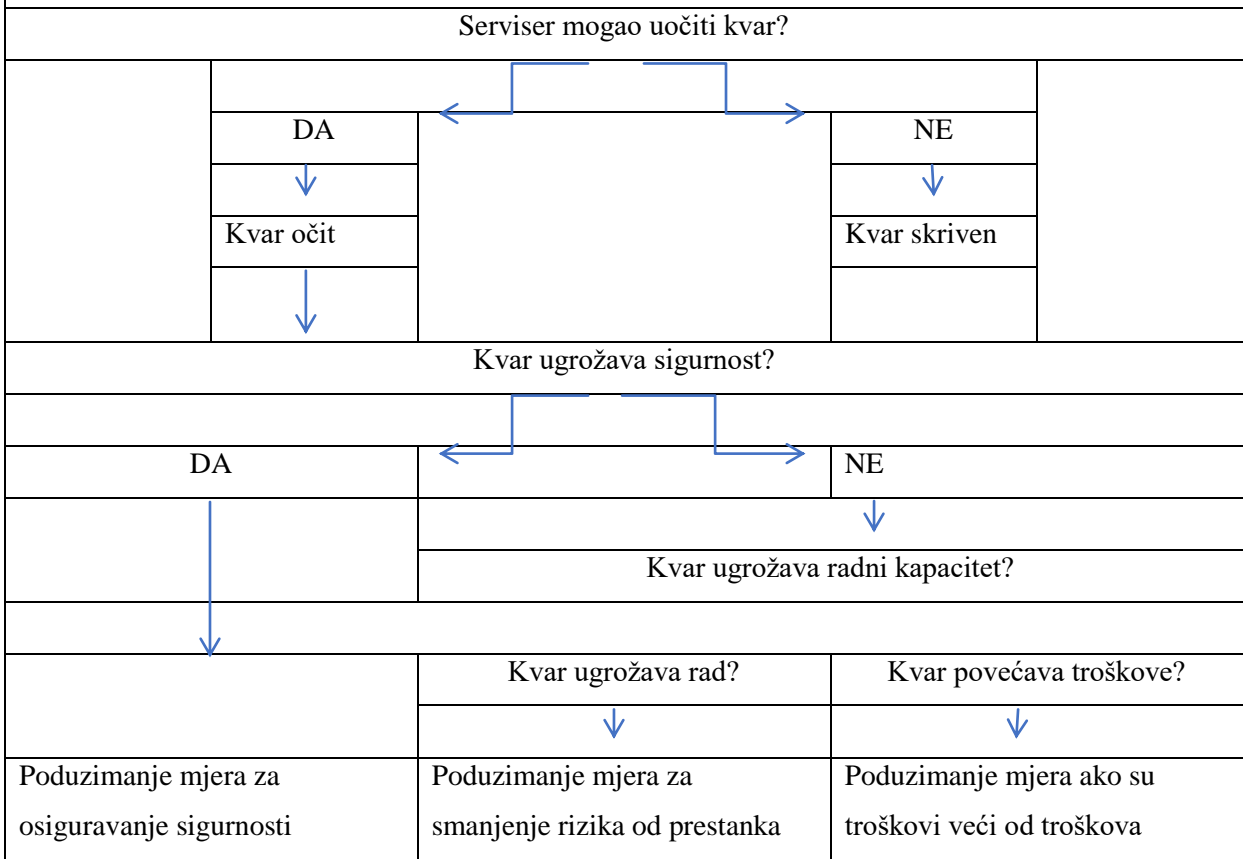 Serviser mogao uočiti kvar?
DA
NE
Kvar očit
Kvar skriven
Kvar ugrožava sigurnost?
DA
NE
Kvar ugrožava radni kapacitet?
Kvar ugrožava rad?
Kvar povećava troškove?
Poduzimanje mjera za
osiguravanje sigurnosti
Poduzimanje mjera za
smanjenje rizika od prestanka
Poduzimanje mjera ako su
troškovi veći od troškova